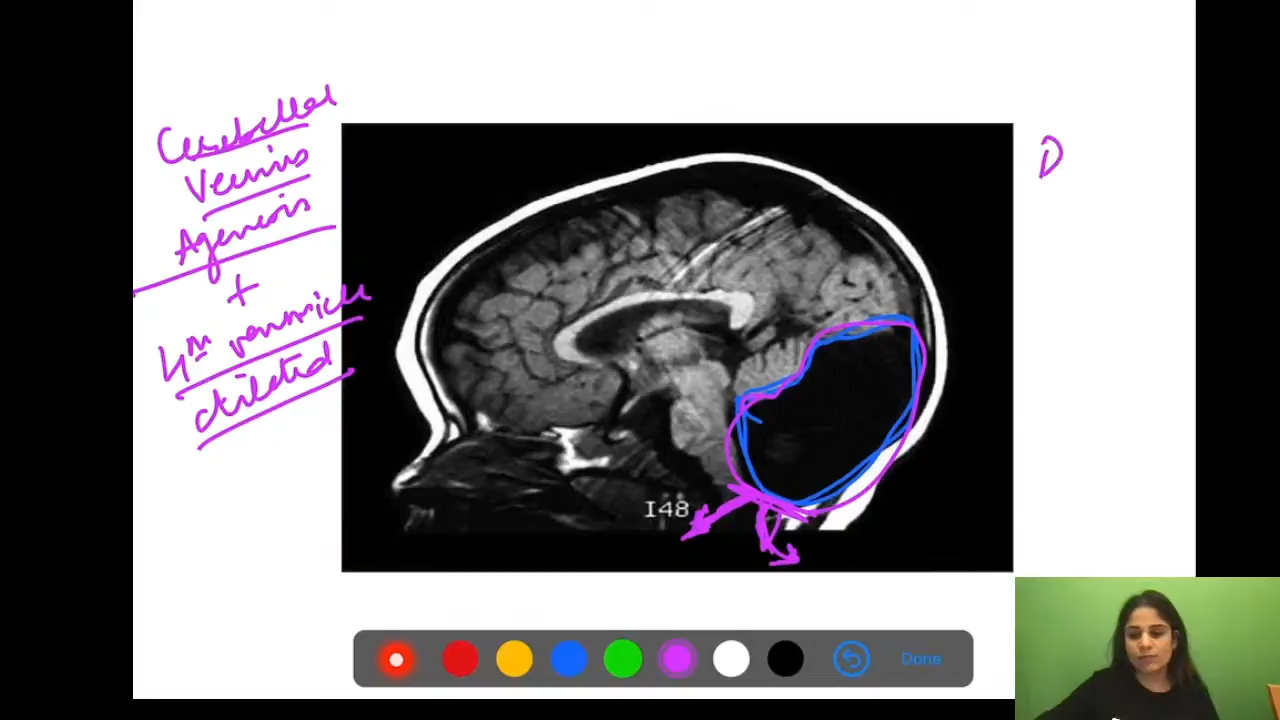 Cerebellar
Vermis
Agenesis
+
4th ventricle
dilated
D
I48
Done